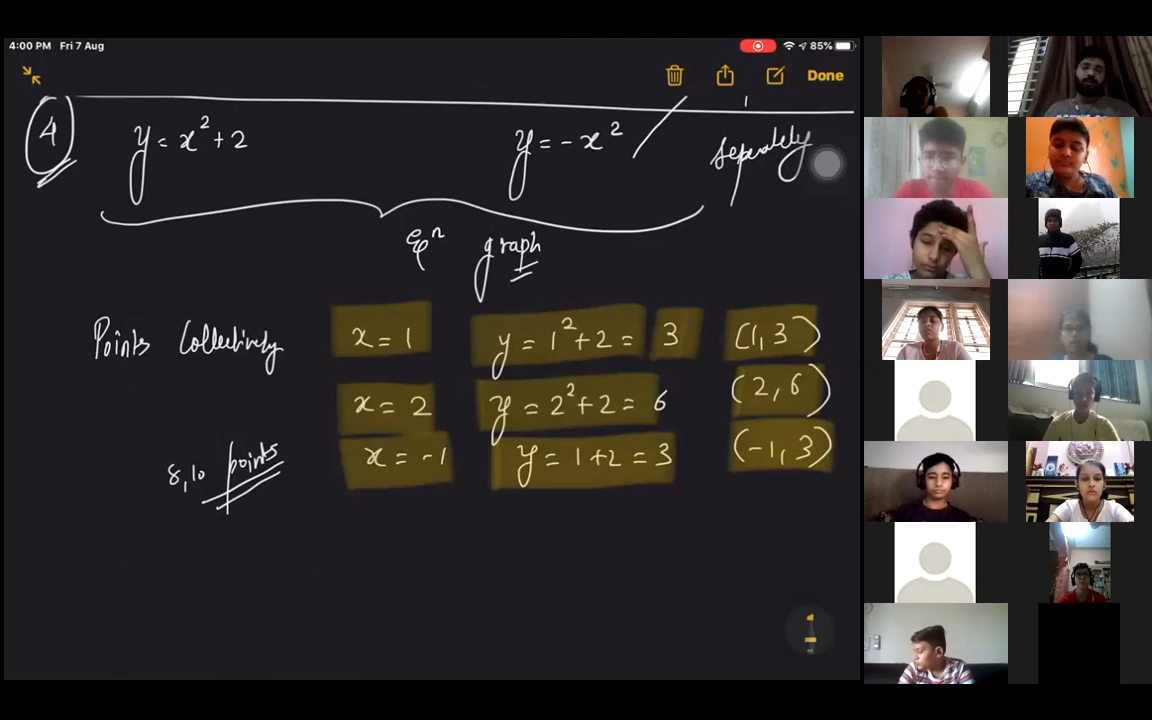 4:00 PM Fri 7 Aug 85%
Done
4 y = x² + 2 y = -x² seperately
Eqⁿ graph
Points Collectively x = 1 y = 1² + 2 = 3 (1, 3)
x = 2 y = 2² + 2 = 6 (2, 6)
8, 10 points x = -1 y = 1 + 2 = 3 (-1, 3)